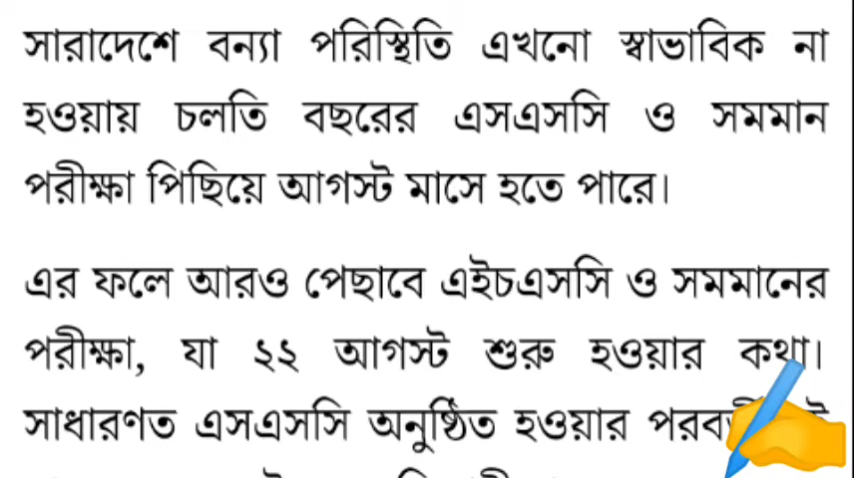 সারাদেশে বন্যা পরিস্থিতি এখনো স্বাভাবিক না
হওয়ায় চলতি বছরের এসএসসি ও সমমান
পরীক্ষা পিছিয়ে আগস্ট মাসে হতে পারে।
এর ফলে আরও পেছাবে এইচএসসি ও সমমানের
পরীক্ষা, যা ২২ আগস্ট শুরু হওয়ার কথা।
সাধারণত এসএসসি অনুষ্ঠিত হওয়ার